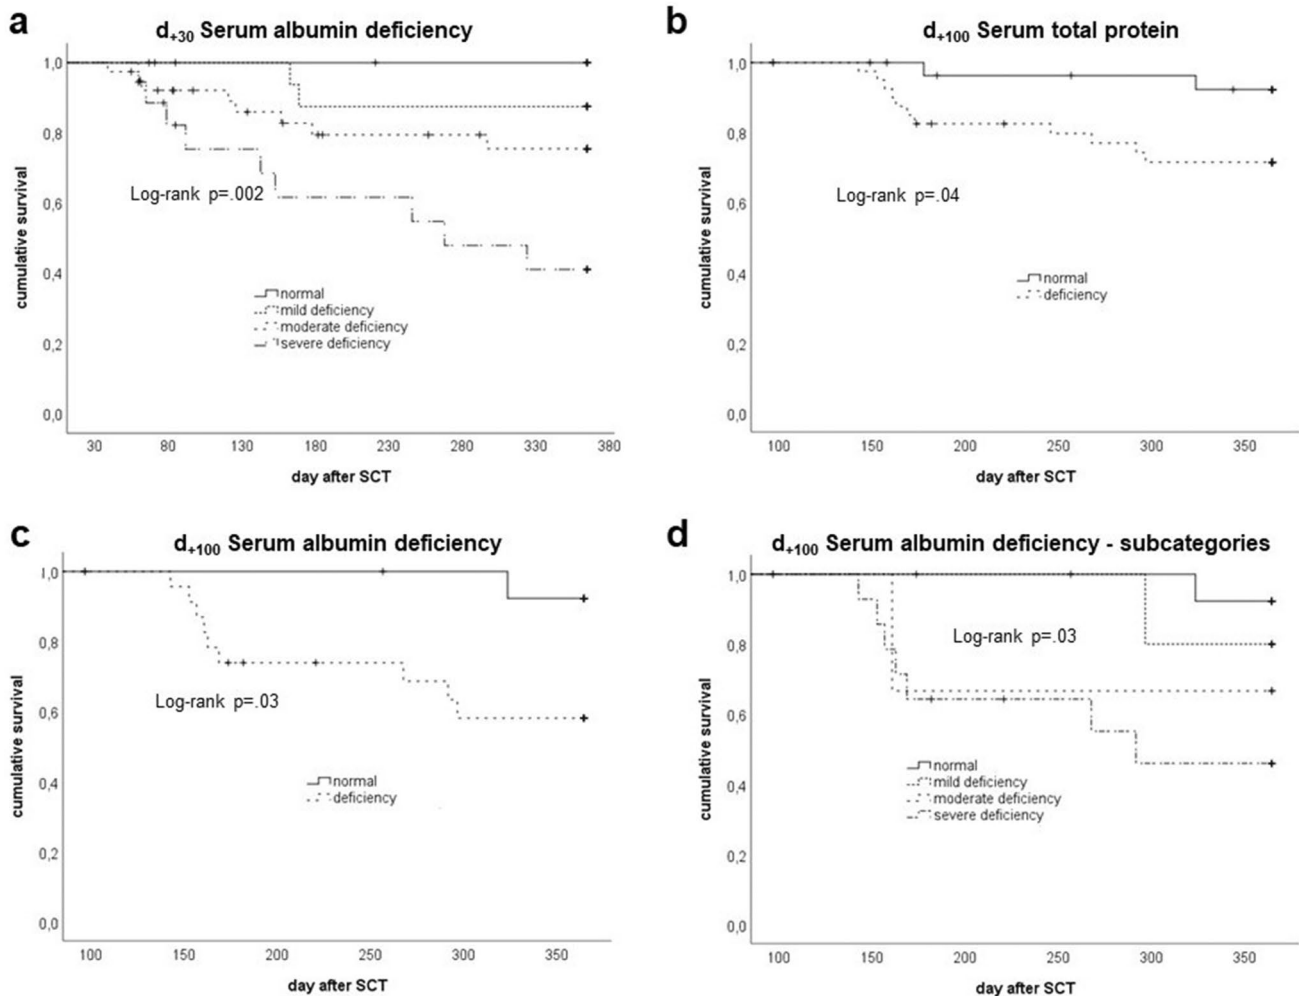 a
d+30 Serum albumin deficiency
1,0
0,8
0,6
0,4
0,2
0,0
cumulative survival
Log-rank p=.002
normal
mild deficiency
moderate deficiency
severe deficiency
30 80 130 180 230 280 330 380
day after SCT
b
d+100 Serum total protein
1,0
0,8
0,6
0,4
0,2
0,0
cumulative survival
Log-rank p=.04
normal
deficiency
100 150 200 250 300 350
day after SCT
c
d+100 Serum albumin deficiency
1,0
0,8
0,6
0,4
0,2
0,0
cumulative survival
Log-rank p=.03
normal
deficiency
100 150 200 250 300 350
day after SCT
d
d+100 Serum albumin deficiency - subcategories
1,0
0,8
0,6
0,4
0,2
0,0
cumulative survival
Log-rank p=.03
normal
mild deficiency
moderate deficiency
severe deficiency
100 150 200 250 300 350
day after SCT